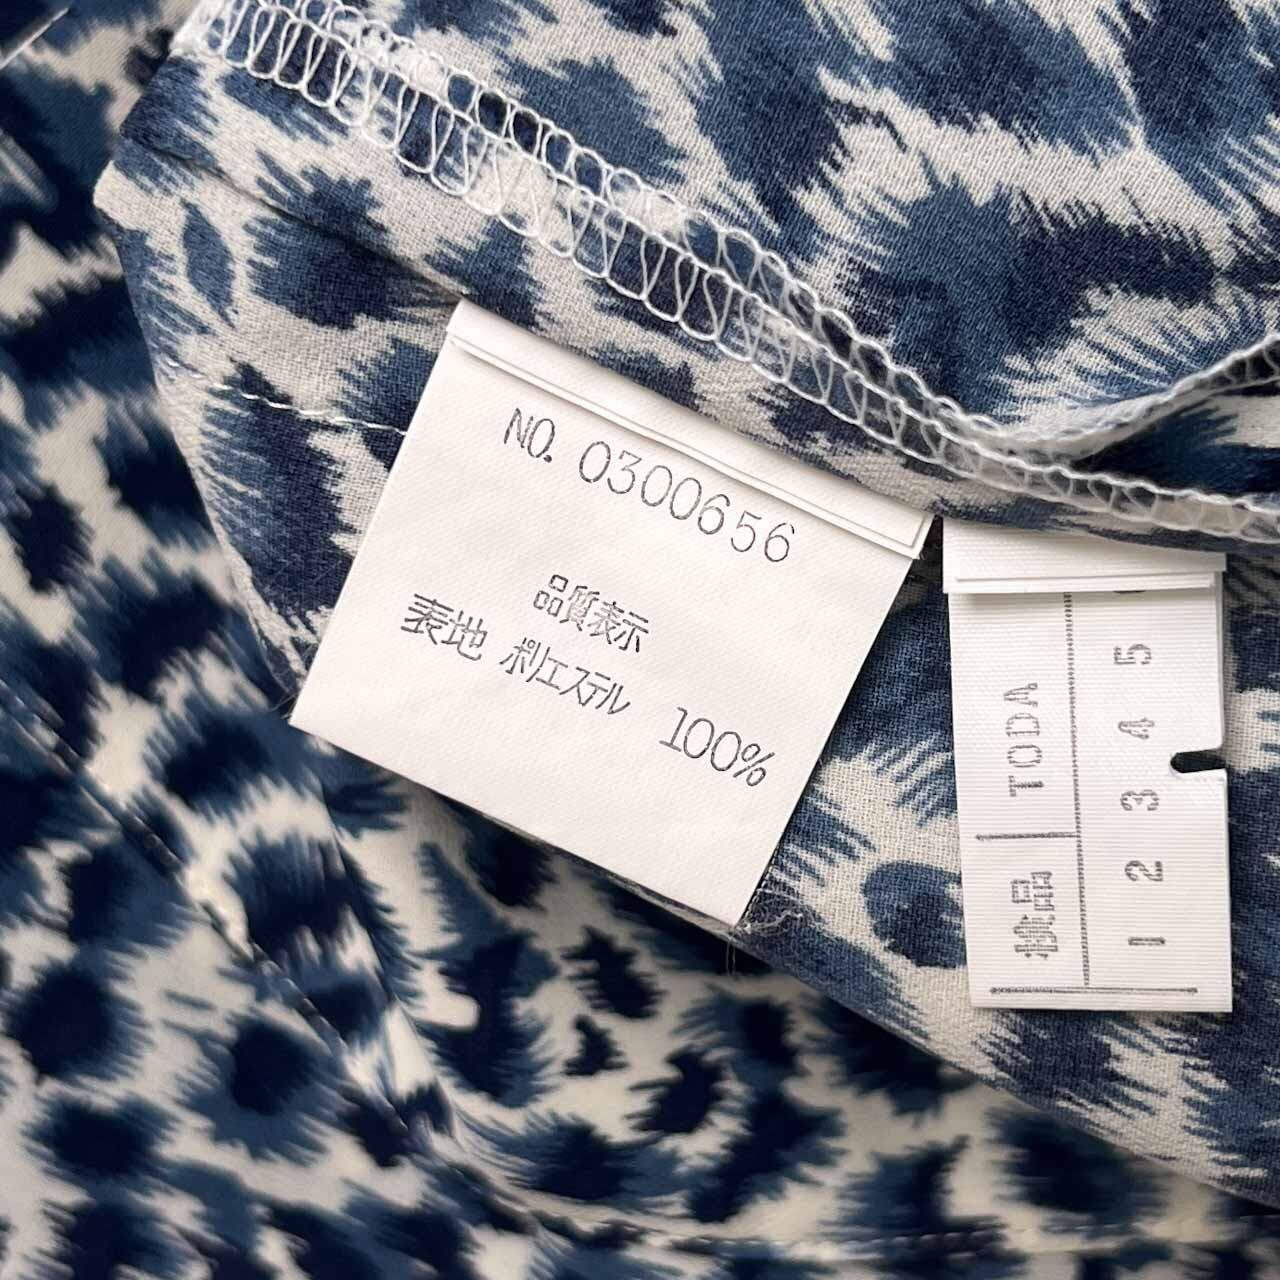 NO. 0300656
品質表示
表地 ポリエステル 100%
検品 TODA
1 2 3 4 5